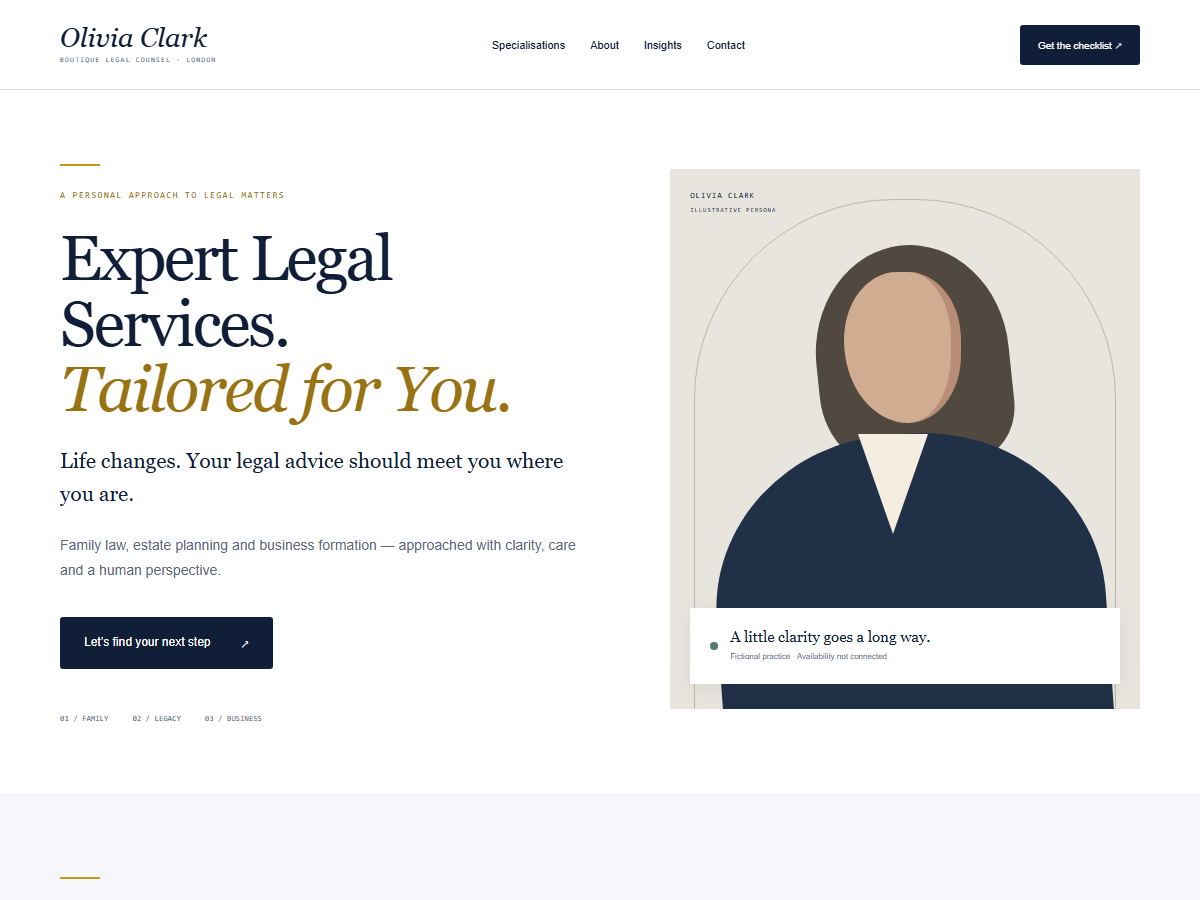 Olivia Clark
BOUTIQUE LEGAL COUNSEL · LONDON
Specialisations About Insights Contact
Get the checklist ↗
A PERSONAL APPROACH TO LEGAL MATTERS
Expert Legal
Services.
Tailored for You.
Life changes. Your legal advice should meet you where
you are.
Family law, estate planning and business formation — approached with clarity, care
and a human perspective.
Let's find your next step ↗
01 / FAMILY 02 / LEGACY 03 / BUSINESS
OLIVIA CLARK
ILLUSTRATIVE PERSONA
A little clarity goes a long way.
Fictional practice · Availability not connected